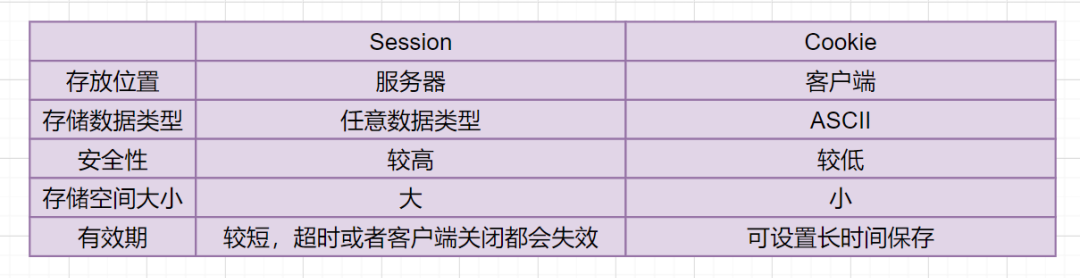 Session Cookie
存放位置 服务器 客户端
存储数据类型 任意数据类型 ASCII
安全性 较高 较低
存储空间大小 大 小
有效期 较短，超时或者客户端关闭都会失效 可设置长时间保存